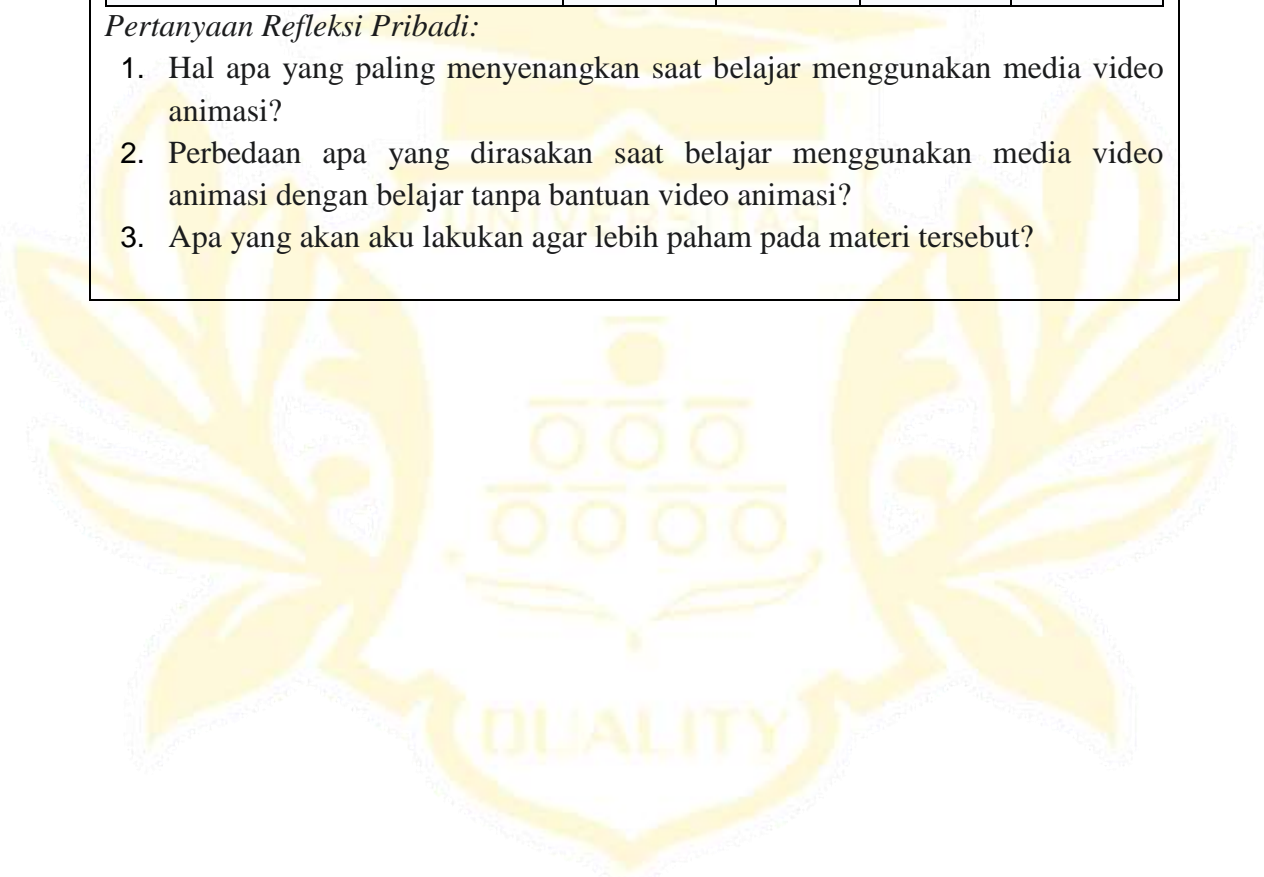 Pertanyaan Refleksi Pribadi:
1. Hal apa yang paling menyenangkan saat belajar menggunakan media video
animasi?
2. Perbedaan apa yang dirasakan saat belajar menggunakan media video
animasi dengan belajar tanpa bantuan video animasi?
UNIVERSITAS
3. Apa yang akan aku lakukan agar lebih paham pada materi tersebut?
QUALITY